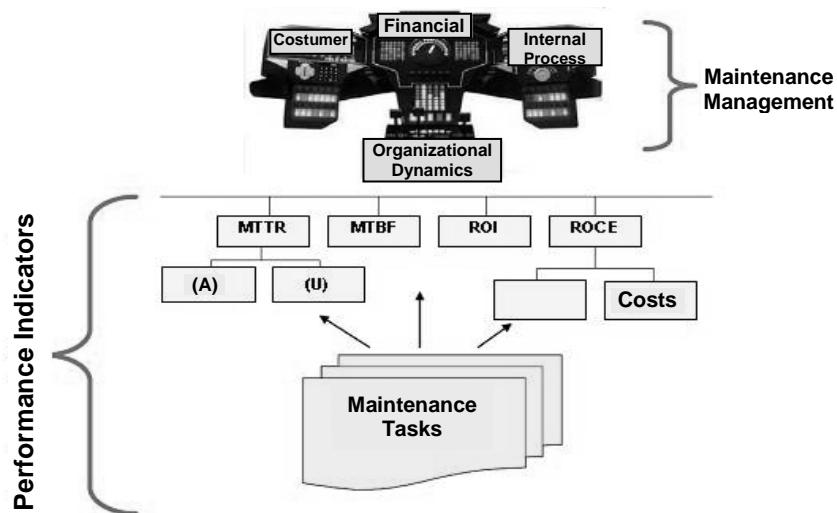 Financial
Costumer
Internal
Process
Maintenance
Management
Organizational
Dynamics
Performance Indicators
MTTR
MTBF
ROI
ROCE
(A)
(U)
Costs
Maintenance
Tasks